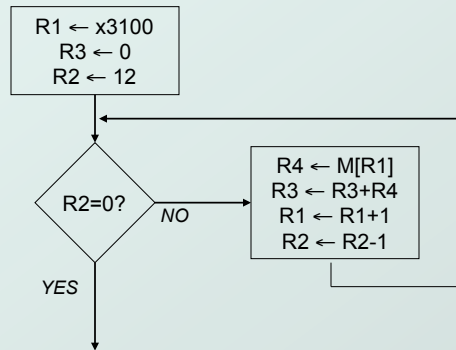 R1 ← x3100
R3 ← 0
R2 ← 12
R2=0?
NO
R4 ← M[R1]
R3 ← R3+R4
R1 ← R1+1
R2 ← R2-1
YES